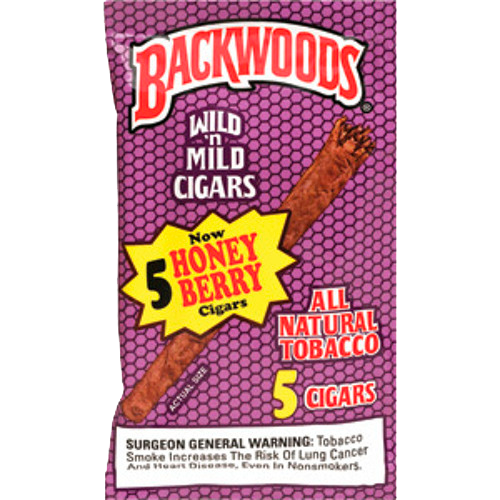 BACKWOODS®
WILD
'n
MILD
CIGARS
Now
5 HONEY
BERRY
Cigars
ALL
NATURAL
TOBACCO
5 CIGARS
ACTUAL SIZE
SURGEON GENERAL WARNING: Tobacco
Smoke Increases The Risk Of Lung Cancer
And Heart Disease, Even In Nonsmokers.